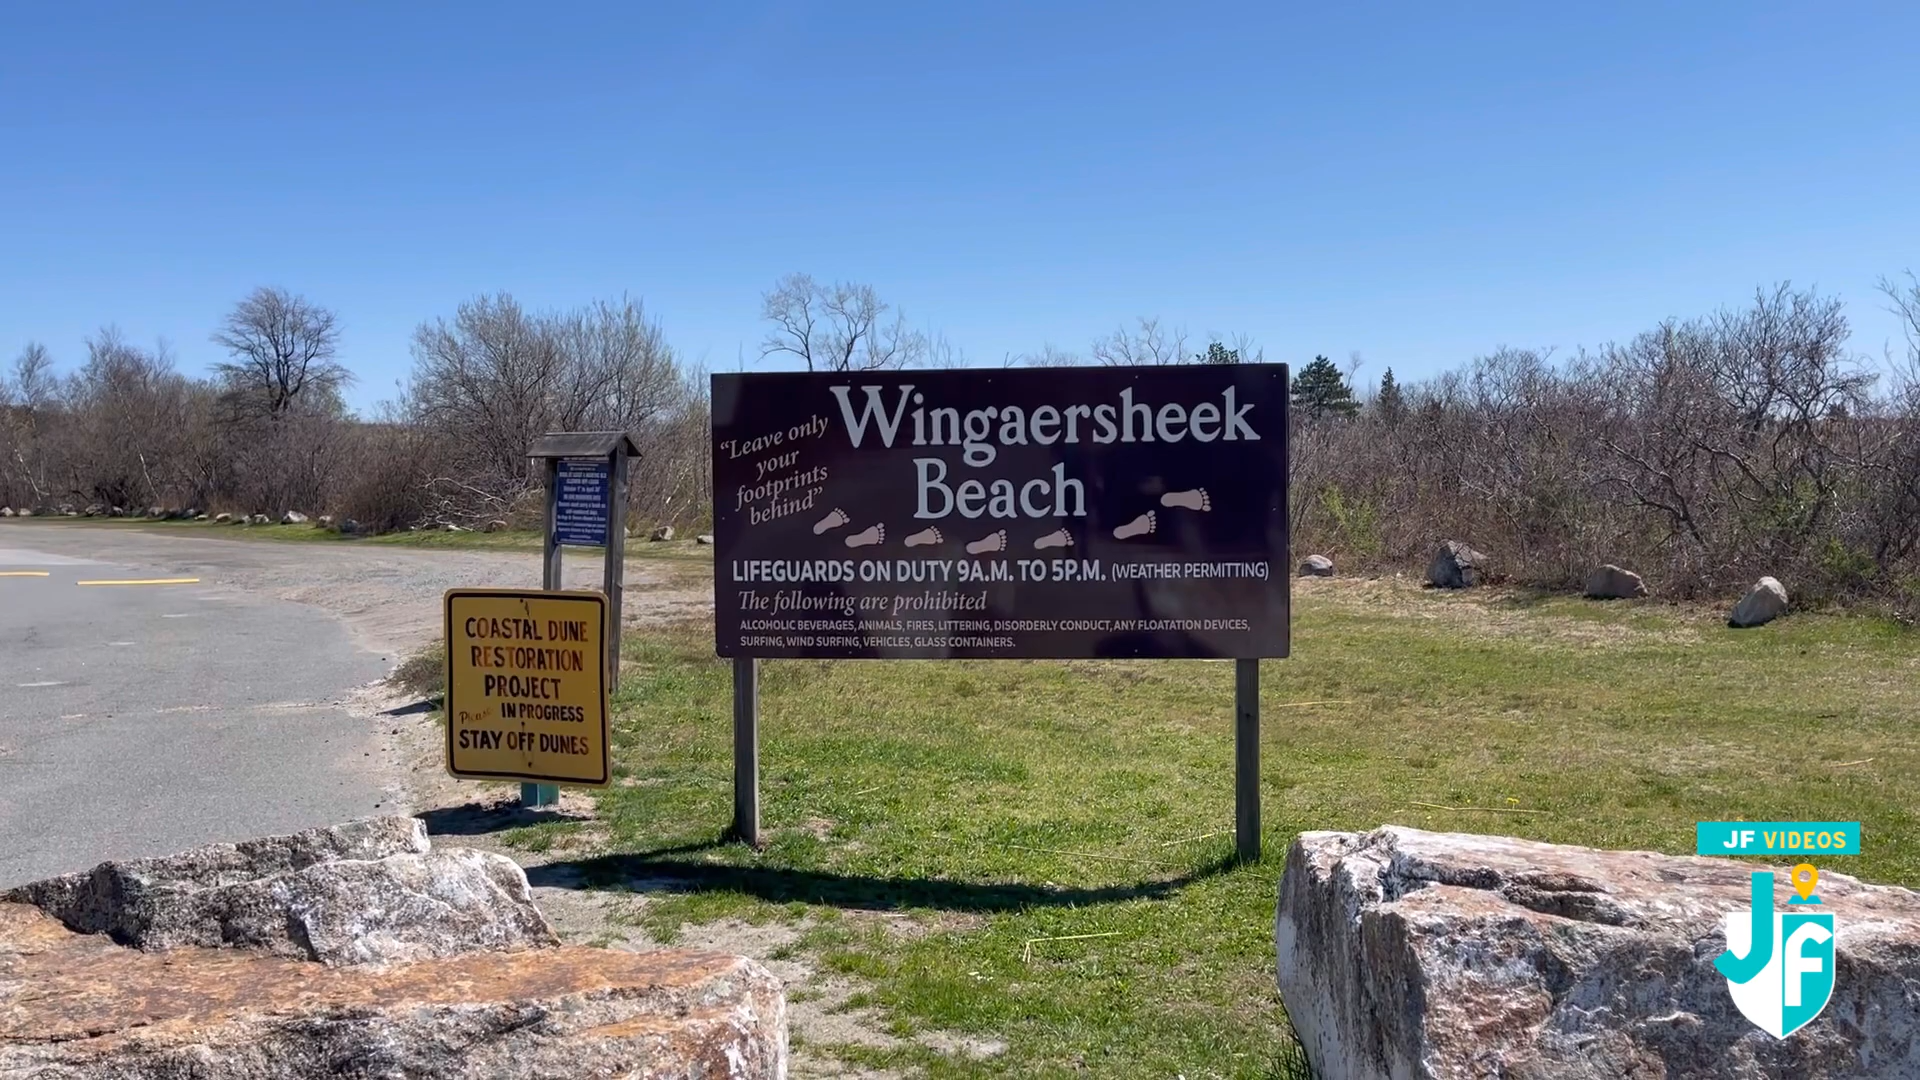 "Leave only
your
footprints
behind"
Wingaersheek
Beach
LIFEGUARDS ON DUTY 9A.M. TO 5P.M. (WEATHER PERMITTING)
The following are prohibited
ALCOHOLIC BEVERAGES, ANIMALS, FIRES, LITTERING, DISORDERLY CONDUCT, ANY FLOATATION DEVICES,
SURFING, WIND SURFING, VEHICLES, GLASS CONTAINERS.
COASTAL DUNE
RESTORATION
PROJECT
Please IN PROGRESS
STAY OFF DUNES
JF VIDEOS
JF